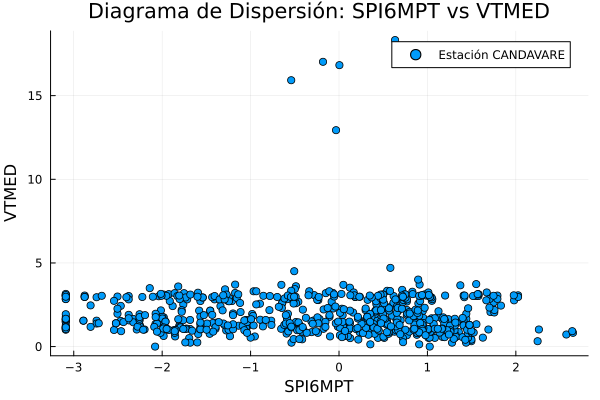 Diagrama de Dispersión: SPI6MPT vs VTMED
Estación CANDAVARE
15
10
5
0
VTMED
−3 −2 −1 0 1 2
SPI6MPT